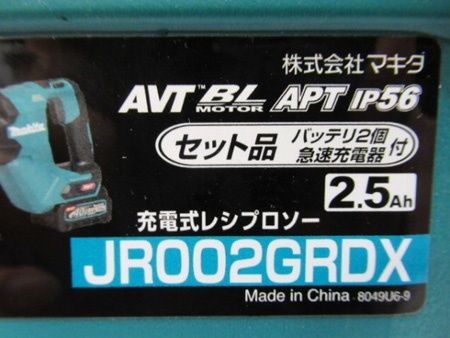 株式会社マキタ
AVT™ BL MOTOR APT IP56
セット品 バッテリ2個 急速充電器 付
2.5Ah
makita
充電式レシプロソー
JR002GRDX
Made in China 8049U6-9